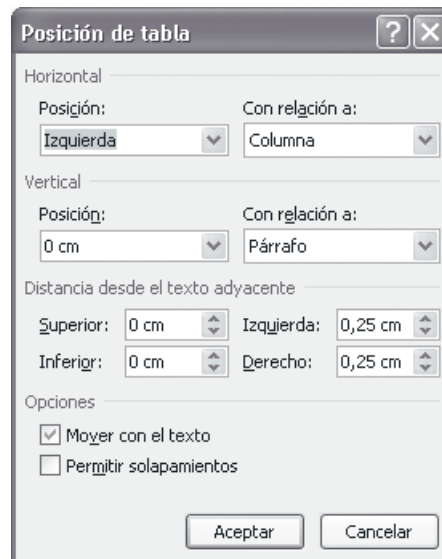 Posición de tabla
Horizontal
Posición: Con relación a:
Izquierda Columna
Vertical
Posición: Con relación a:
0 cm Párrafo
Distancia desde el texto adyacente
Superior: 0 cm Izquierda: 0,25 cm
Inferior: 0 cm Derecho: 0,25 cm
Opciones
Mover con el texto
Permitir solapamientos
Aceptar Cancelar